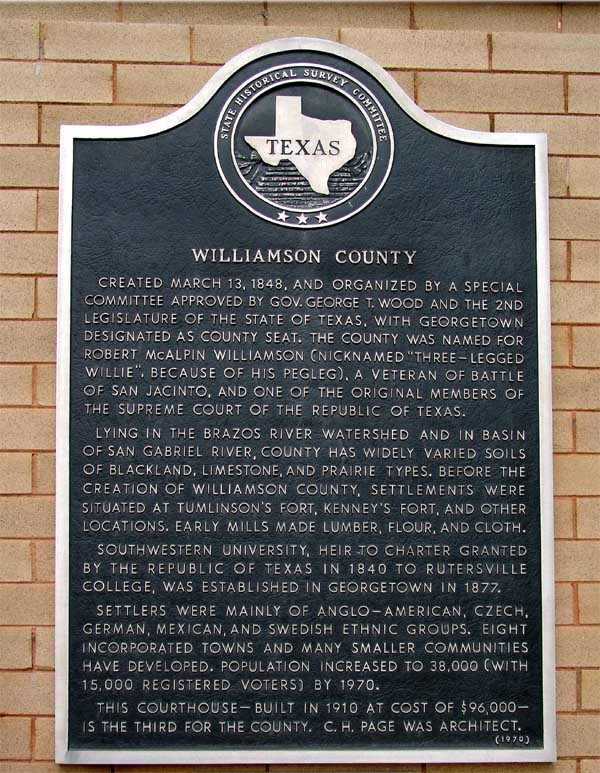 STATE HISTORICAL SURVEY COMMITTEE
TEXAS
WILLIAMSON COUNTY
CREATED MARCH 13, 1848, AND ORGANIZED BY A SPECIAL
COMMITTEE APPROVED BY GOV. GEORGE T. WOOD AND THE 2ND
LEGISLATURE OF THE STATE OF TEXAS, WITH GEORGETOWN
DESIGNATED AS COUNTY SEAT. THE COUNTY WAS NAMED FOR
ROBERT McALPIN WILLIAMSON (NICKNAMED "THREE-LEGGED
WILLIE", BECAUSE OF HIS PEGLEG), A VETERAN OF BATTLE
OF SAN JACINTO, AND ONE OF THE ORIGINAL MEMBERS OF
THE SUPREME COURT OF THE REPUBLIC OF TEXAS.
LYING IN THE BRAZOS RIVER WATERSHED AND IN BASIN
OF SAN GABRIEL RIVER, COUNTY HAS WIDELY VARIED SOILS
OF BLACKLAND, LIMESTONE, AND PRAIRIE TYPES. BEFORE THE
CREATION OF WILLIAMSON COUNTY, SETTLEMENTS WERE
SITUATED AT TUMLINSON'S FORT, KENNEY'S FORT, AND OTHER
LOCATIONS. EARLY MILLS MADE LUMBER, FLOUR, AND CLOTH.
SOUTHWESTERN UNIVERSITY, HEIR TO CHARTER GRANTED
BY THE REPUBLIC OF TEXAS IN 1840 TO RUTERSVILLE
COLLEGE, WAS ESTABLISHED IN GEORGETOWN IN 1877.
SETTLERS WERE MAINLY OF ANGLO-AMERICAN, CZECH,
GERMAN, MEXICAN, AND SWEDISH ETHNIC GROUPS. EIGHT
INCORPORATED TOWNS AND MANY SMALLER COMMUNITIES
HAVE DEVELOPED. POPULATION INCREASED TO 38,000 (WITH
15,000 REGISTERED VOTERS) BY 1970.
THIS COURTHOUSE—BUILT IN 1910 AT COST OF $96,000—
IS THE THIRD FOR THE COUNTY. C. H. PAGE WAS ARCHITECT.
(1970)